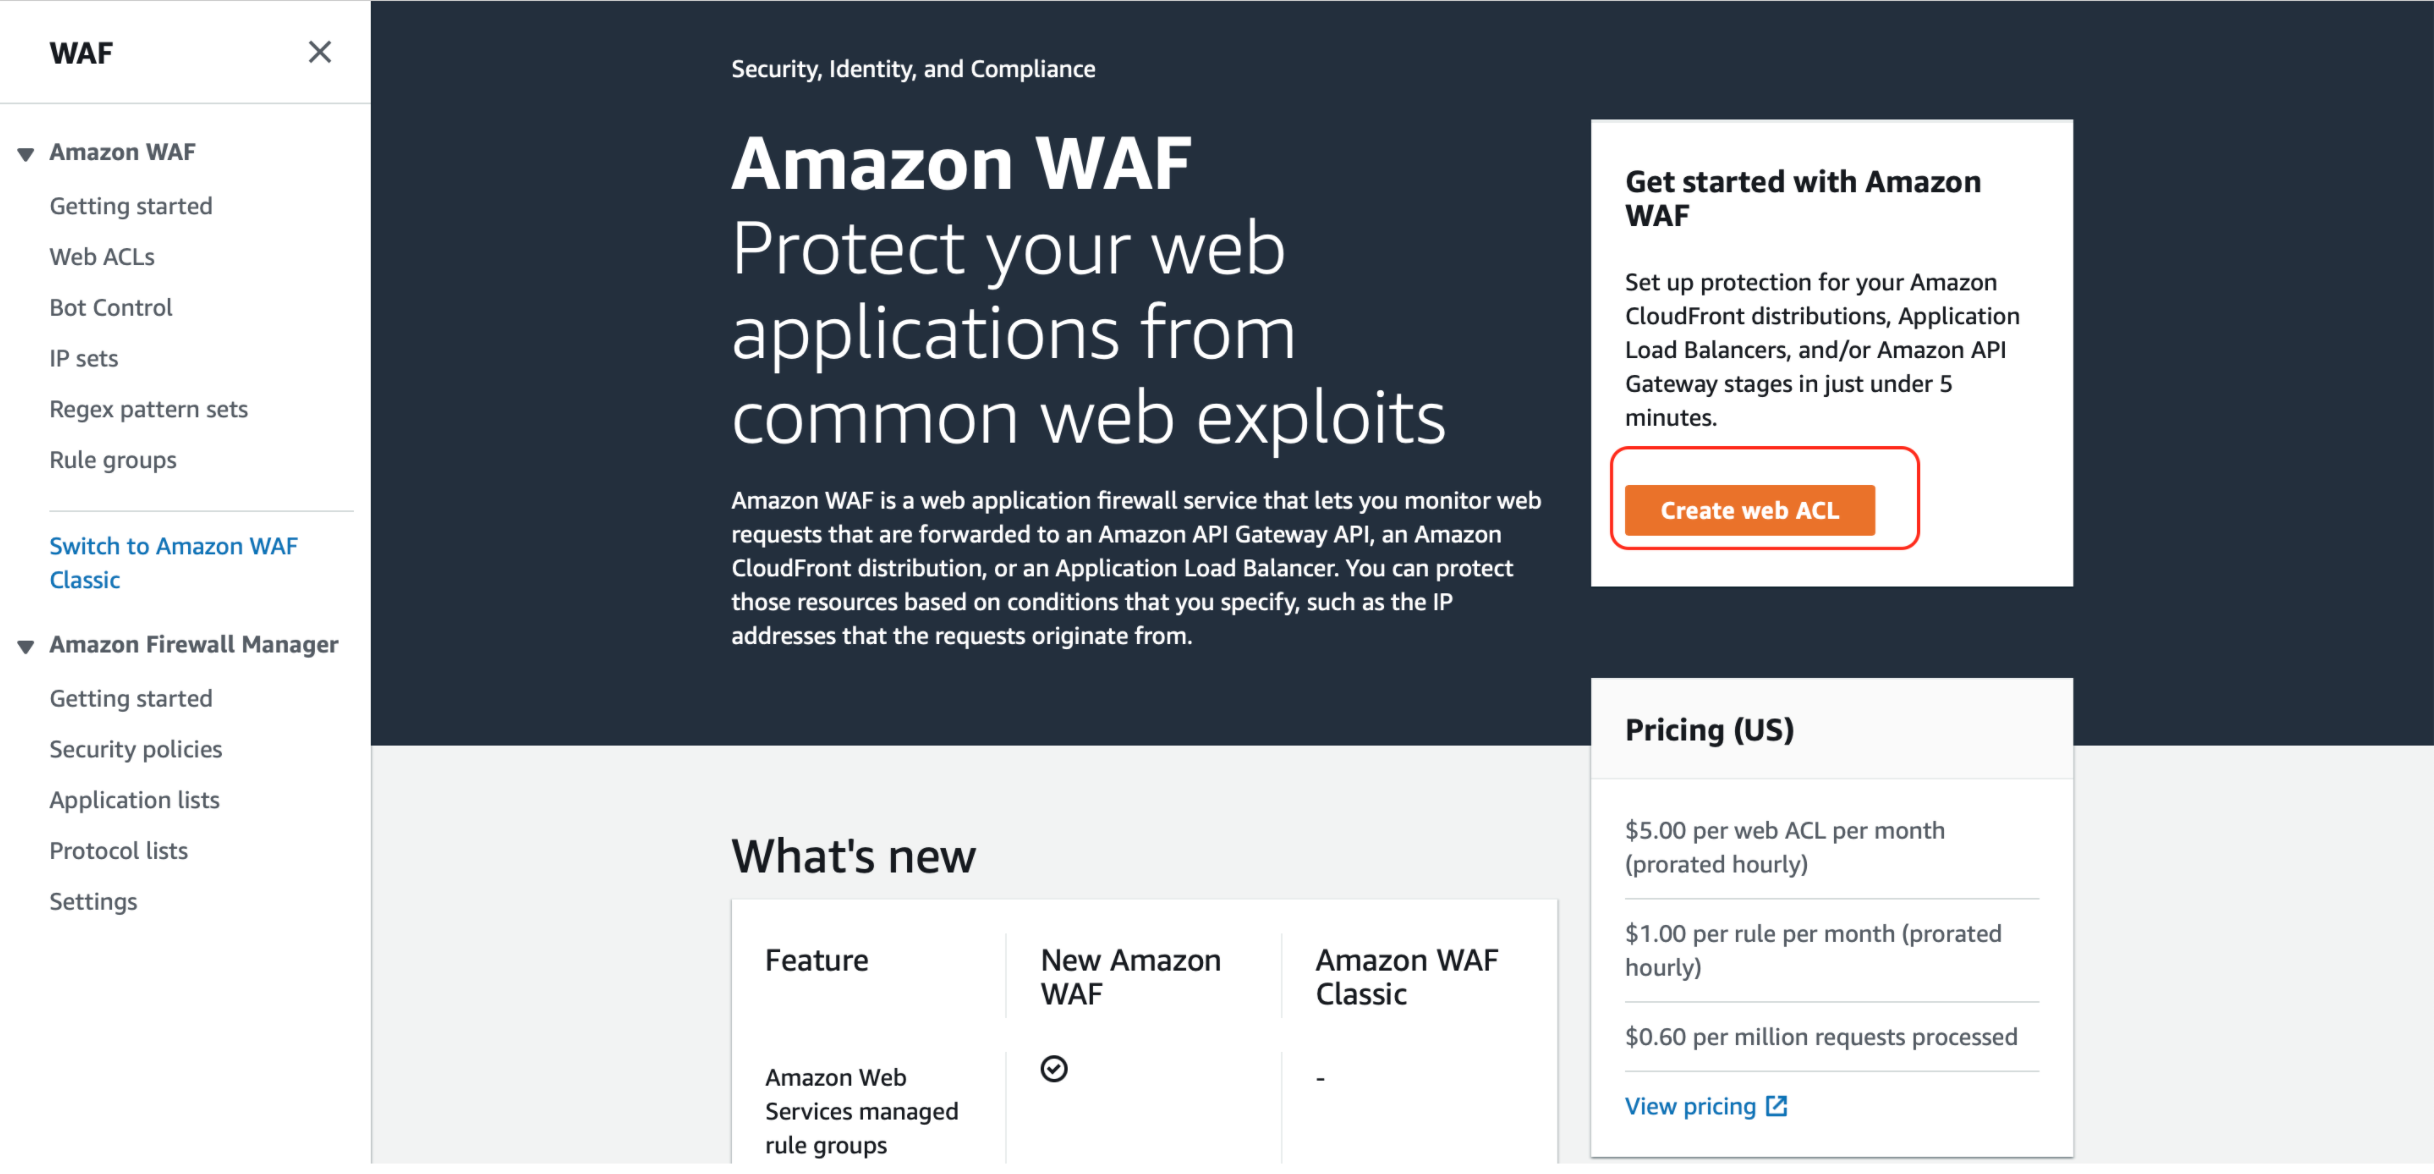 WAF
Amazon WAF
Getting started
Web ACLs
Bot Control
IP sets
Regex pattern sets
Rule groups
Switch to Amazon WAF
Classic
Amazon Firewall Manager
Getting started
Security policies
Application lists
Protocol lists
Settings
Security, Identity, and Compliance
Amazon WAF
Protect your web
applications from
common web exploits
Amazon WAF is a web application firewall service that lets you monitor web
requests that are forwarded to an Amazon API Gateway API, an Amazon
CloudFront distribution, or an Application Load Balancer. You can protect
those resources based on conditions that you specify, such as the IP
addresses that the requests originate from.
Get started with Amazon
WAF
Set up protection for your Amazon
CloudFront distributions, Application
Load Balancers, and/or Amazon API
Gateway stages in just under 5
minutes.
Create web ACL
Pricing (US)
$5.00 per web ACL per month
(prorated hourly)
$1.00 per rule per month (prorated
hourly)
$0.60 per million requests processed
View pricing
What's new
Feature
New Amazon
WAF
Amazon WAF
Classic
Amazon Web
Services managed
rule groups
-